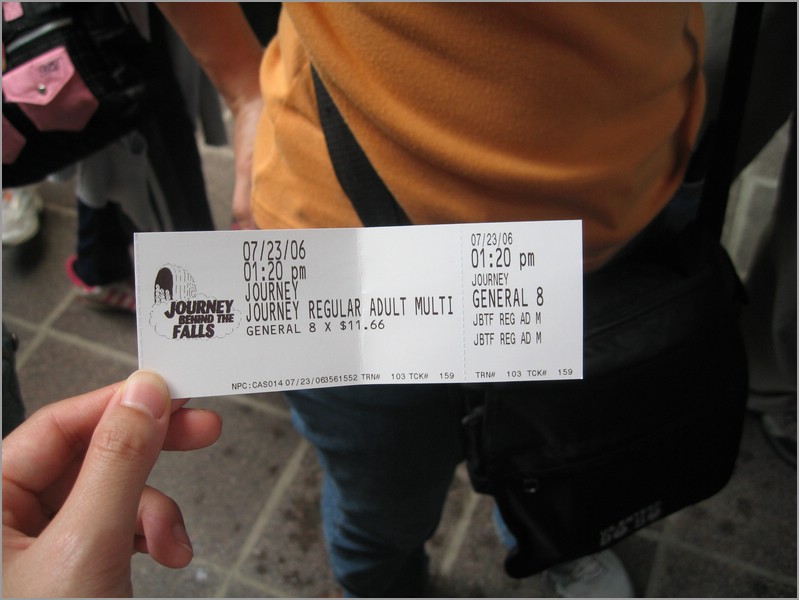 JOURNEY
BEHIND THE
FALLS
07/23/06
01:20 pm
JOURNEY
JOURNEY REGULAR ADULT MULTI
GENERAL 8 X $11.66
NPC:CAS014 07/23/063561552 TRN# 103 TCK# 159
07/23/06
01:20 pm
JOURNEY
GENERAL 8
JBTF REG AD M
JBTF REG AD M
TRN# 103 TCK# 159